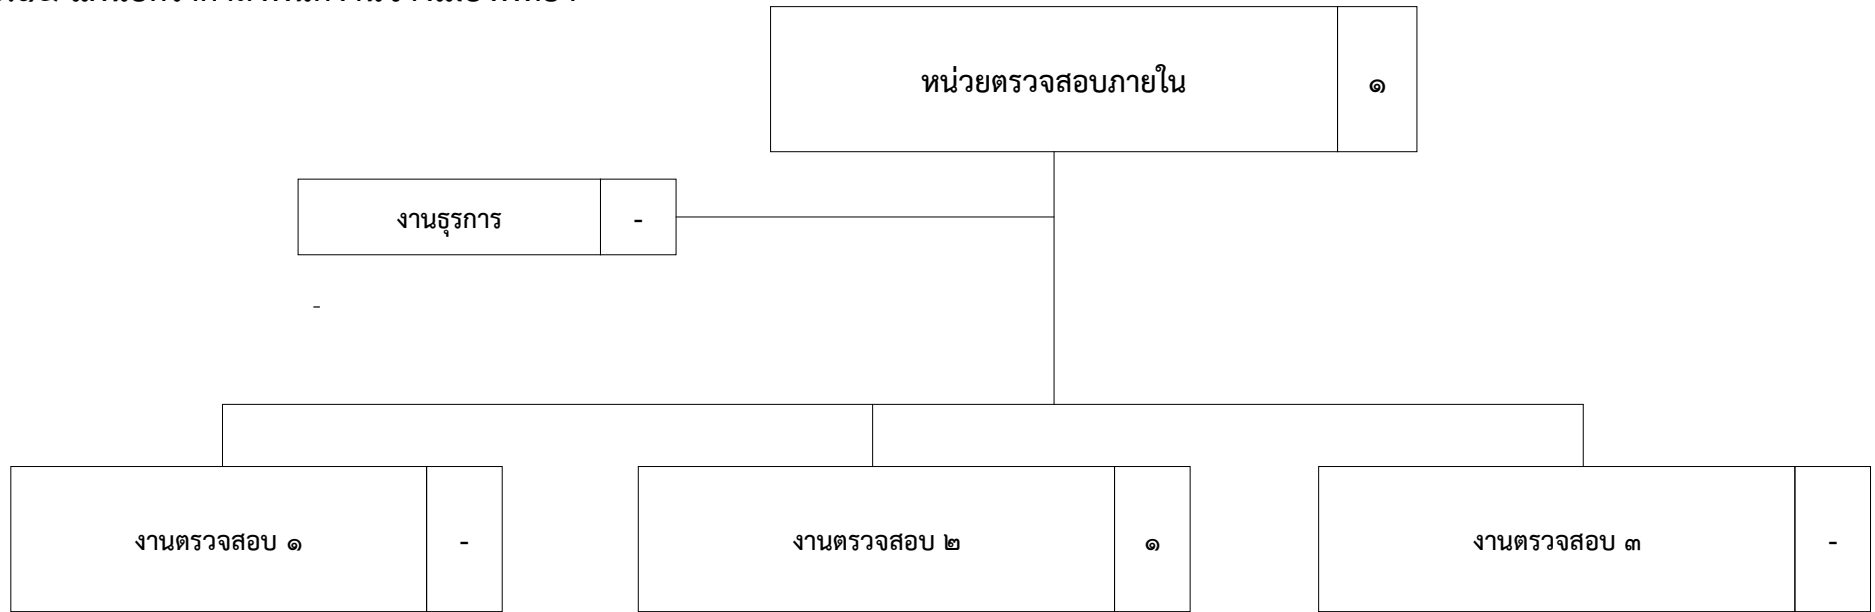 หน่วยตรวจสอบภายใน ๑
งานธุรการ -
-
งานตรวจสอบ ๑ -
งานตรวจสอบ ๒ ๑
งานตรวจสอบ ๓ -